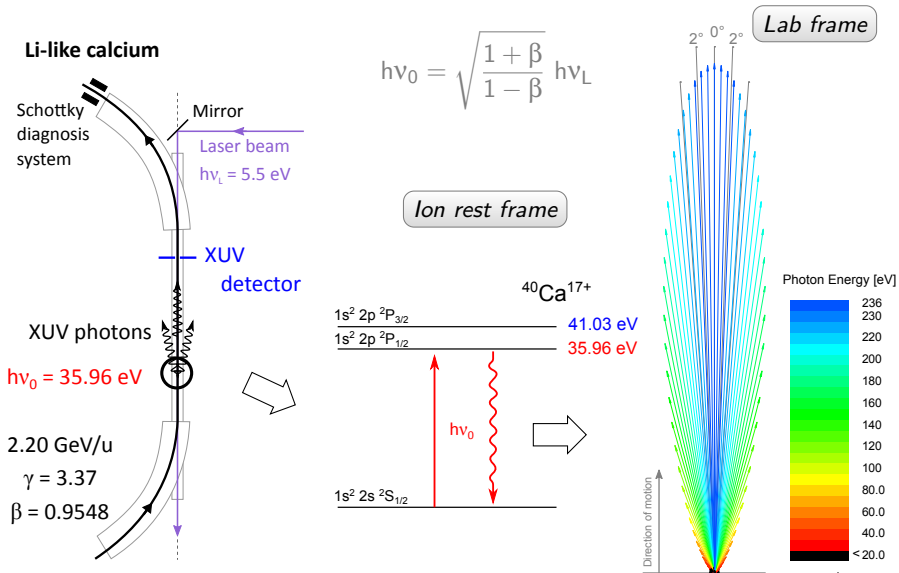 Li-like calcium
Schottky
diagnosis
system
Mirror
Laser beam
hνL = 5.5 eV
XUV
detector
XUV photons
hν0 = 35.96 eV
2.20 GeV/u
γ = 3.37
β = 0.9548
hν0 = √((1 + β)/(1 − β)) hνL
Ion rest frame
40Ca17+
1s² 2p ²P3/2
41.03 eV
1s² 2p ²P1/2
35.96 eV
hν0
1s² 2s ²S1/2
Lab frame
2° 0° 2°
Direction of motion
Photon Energy [eV]
236
230
220
200
180
160
140
120
100
80.0
60.0
40.0
< 20.0